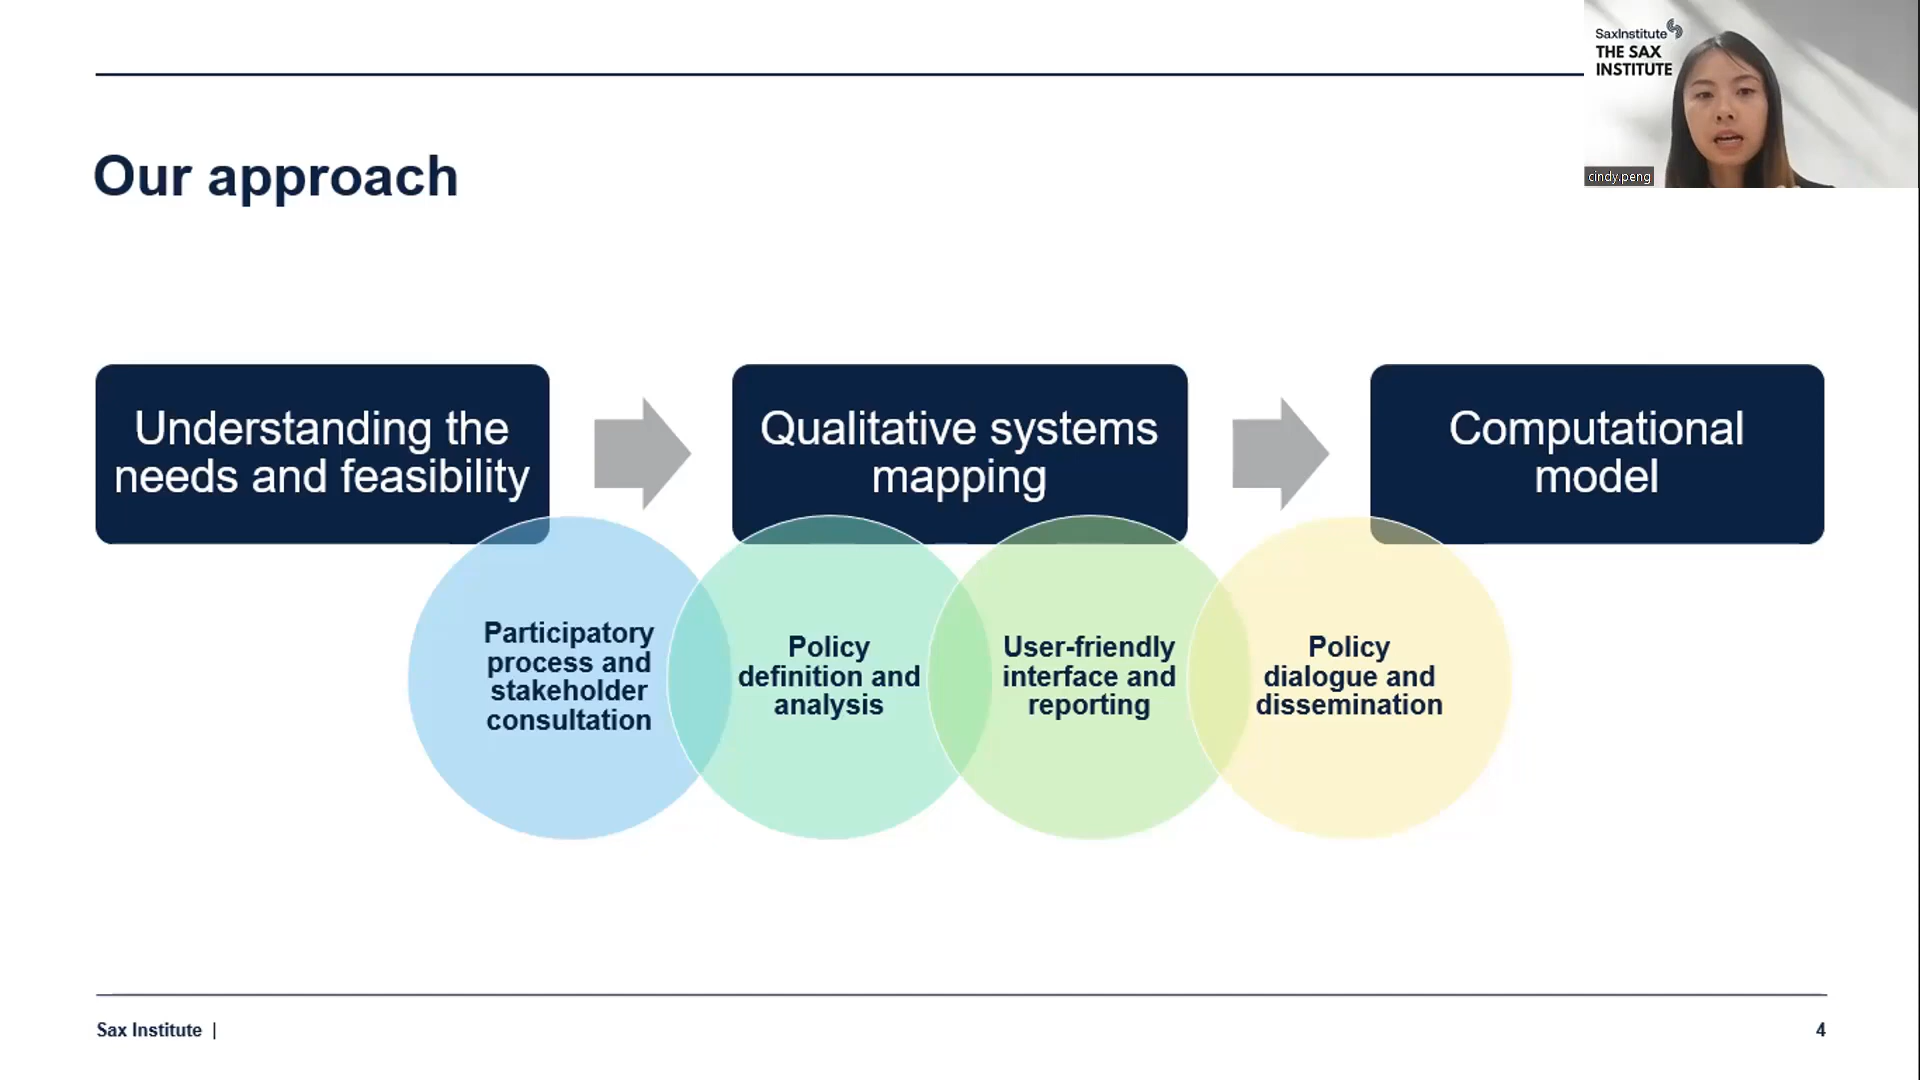 SaxInstitute
THE SAX
INSTITUTE
cindy.peng
Our approach
Understanding the
needs and feasibility
Qualitative systems
mapping
Computational
model
Participatory
process and
stakeholder
consultation
Policy
definition and
analysis
User-friendly
interface and
reporting
Policy
dialogue and
dissemination
Sax Institute |
4